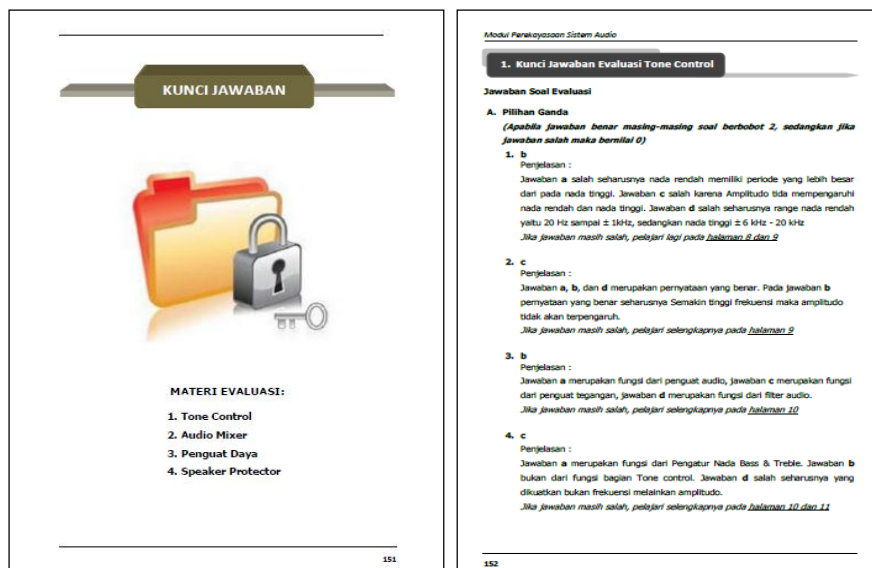 KUNCI JAWABAN
MATERI EVALUASI:
1. Tone Control
2. Audio Mixer
3. Penguat Daya
4. Speaker Protector
151
Modul Perekayasaan Sistem Audio
1. Kunci Jawaban Evaluasi Tone Control
Jawaban Soal Evaluasi
A. Pilihan Ganda
(Apabila jawaban benar masing-masing soal berbobot 2, sedangkan jika
jawaban salah maka bernilai 0)
1. b
Penjelasan :
Jawaban a salah seharusnya nada rendah memiliki periode yang lebih besar
dari pada nada tinggi. Jawaban c salah karena Amplitudo tida mempengaruhi
nada rendah dan nada tinggi. Jawaban d salah seharusnya range nada rendah
yaitu 20 Hz sampai ± 1kHz, sedangkan nada tinggi ± 6 kHz - 20 kHz
Jika jawaban masih salah, pelajari lagi pada halaman 8 dan 9
2. c
Penjelasan :
Jawaban a, b, dan d merupakan pernyataan yang benar. Pada jawaban b
pernyataan yang benar seharusnya Semakin tinggi frekuensi maka amplitudo
tidak akan terpengaruh.
Jika jawaban masih salah, pelajari selengkapnya pada halaman 9
3. b
Penjelasan :
Jawaban a merupakan fungsi dari penguat audio, jawaban c merupakan fungsi
dari penguat tegangan, jawaban d merupakan fungsi dari filter audio.
Jika jawaban masih salah, pelajari selengkapnya pada halaman 10
4. c
Penjelasan :
Jawaban a merupakan fungsi dari Pengatur Nada Bass & Treble. Jawaban b
bukan dari fungsi bagian Tone control. Jawaban d salah seharusnya yang
dikuatkan bukan frekuensi melainkan amplitudo.
Jika jawaban masih salah, pelajari selengkapnya pada halaman 10 dan 11
152